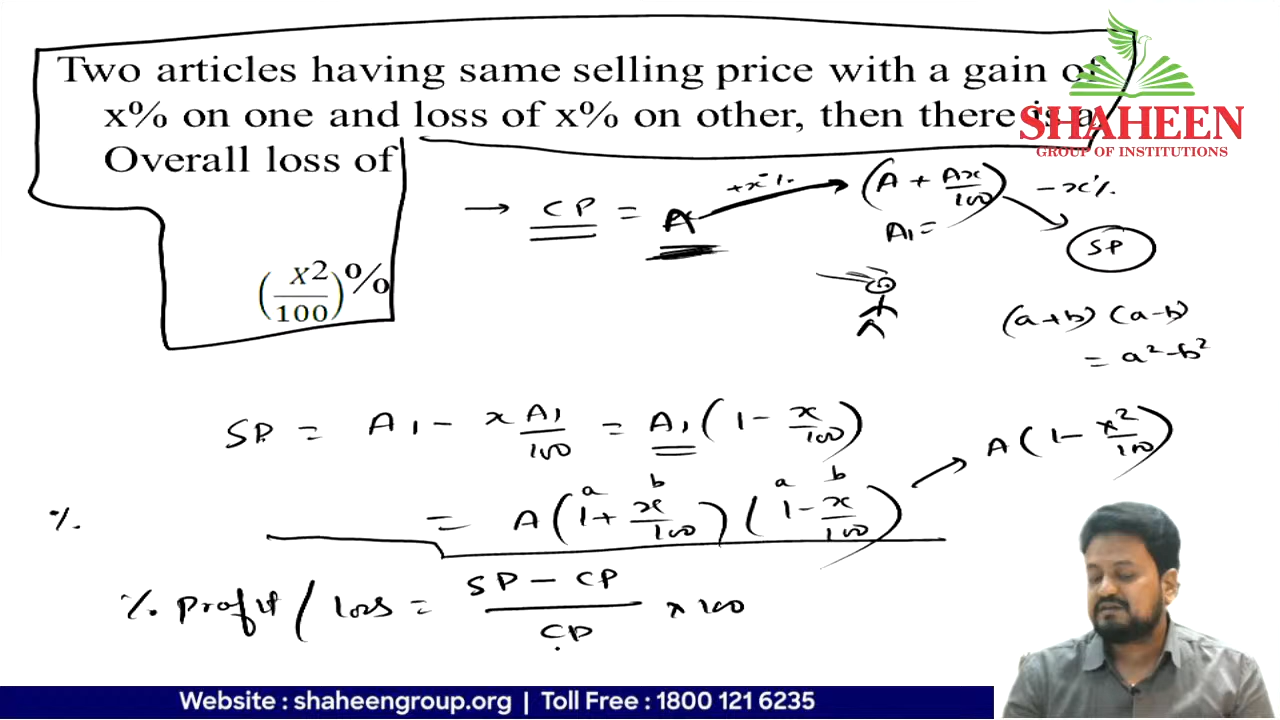 Two articles having same selling price with a gain of
x% on one and loss of x% on other, then there is a
Overall loss of
(x²/100)%
SHAHEEN
GROUP OF INSTITUTIONS
→ CP = A
+x%
(A + Ax/100)
-x%
A₁ =
SP
(a+b) (a-b)
= a² - b²
SP = A₁ - x A₁/100 = A₁ (1 - x/100)
A (1 - x²/100)
a b a b
= A (1 + x/100) (1 - x/100)
%
% Profit / loss = SP - CP/CP × 100
Website : shaheengroup.org | Toll Free : 1800 121 6235